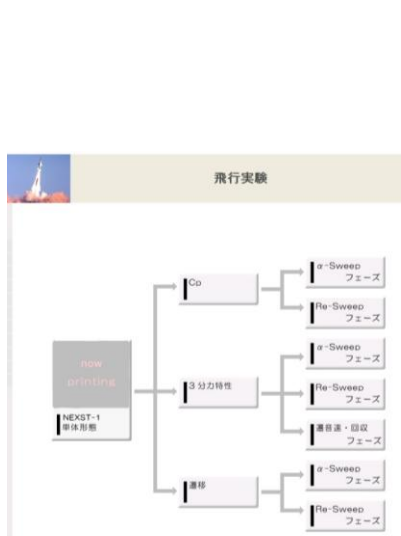 飛行実験
now
printing
NEXST-1
単体形態
Cp
α-Sweep
フェーズ
Re-Sweep
フェーズ
3分力特性
α-Sweep
フェーズ
Re-Sweep
フェーズ
遷音速・回収
フェーズ
遷移
α-Sweep
フェーズ
Re-Sweep
フェーズ